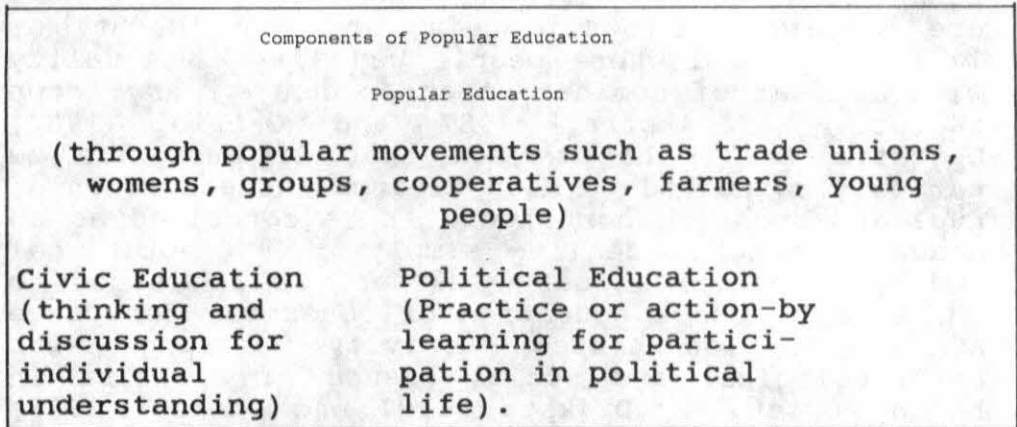 Components of Popular Education
Popular Education
(through popular movements such as trade unions,
womens, groups, cooperatives, farmers, young
people)
Civic Education
(thinking and
discussion for
individual
understanding)
Political Education
(Practice or action-by
learning for partici-
pation in political
life).